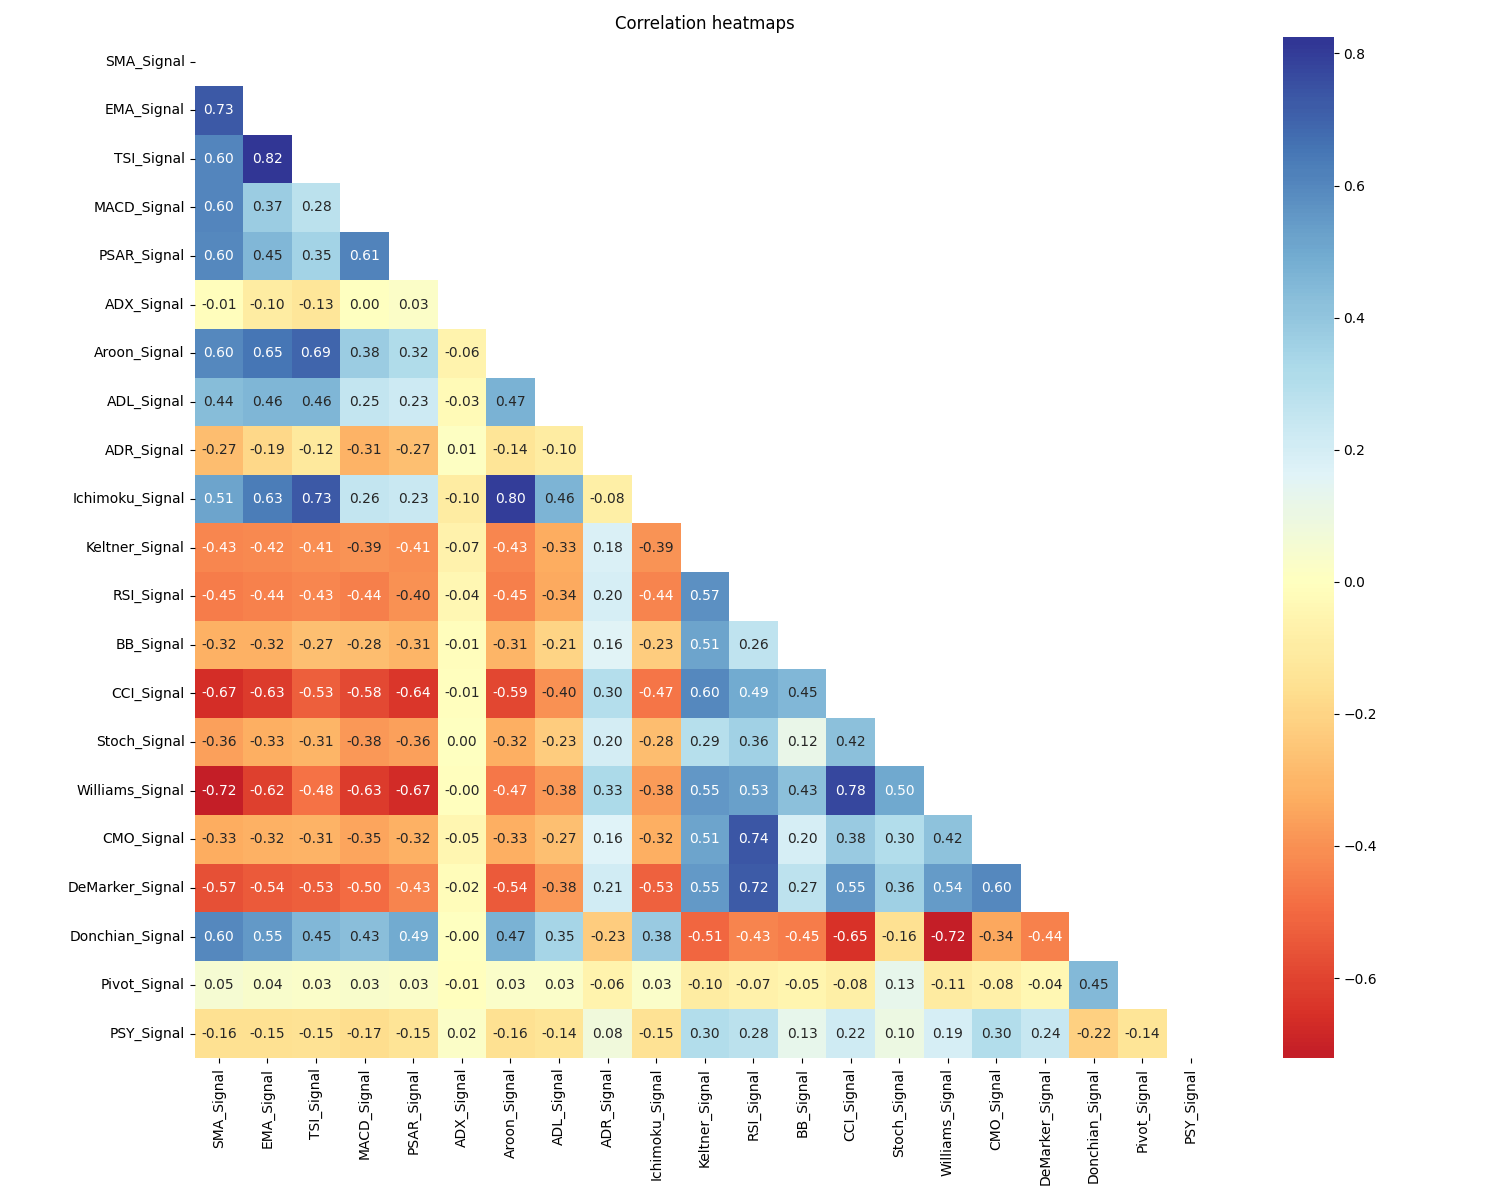 Correlation heatmaps
SMA_Signal
EMA_Signal 0.73
TSI_Signal 0.60 0.82
MACD_Signal 0.60 0.37 0.28
PSAR_Signal 0.60 0.45 0.35 0.61
ADX_Signal -0.01 -0.10 -0.13 0.00 0.03
Aroon_Signal 0.60 0.65 0.69 0.38 0.32 -0.06
ADL_Signal 0.44 0.46 0.46 0.25 0.23 -0.03 0.47
ADR_Signal -0.27 -0.19 -0.12 -0.31 -0.27 0.01 -0.14 -0.10
Ichimoku_Signal 0.51 0.63 0.73 0.26 0.23 -0.10 0.80 0.46 -0.08
Keltner_Signal -0.43 -0.42 -0.41 -0.39 -0.41 -0.07 -0.43 -0.33 0.18 -0.39
RSI_Signal -0.45 -0.44 -0.43 -0.44 -0.40 -0.04 -0.45 -0.34 0.20 -0.44 0.57
BB_Signal -0.32 -0.32 -0.27 -0.28 -0.31 -0.01 -0.31 -0.21 0.16 -0.23 0.51 0.26
CCI_Signal -0.67 -0.63 -0.53 -0.58 -0.64 -0.01 -0.59 -0.40 0.30 -0.47 0.60 0.49 0.45
Stoch_Signal -0.36 -0.33 -0.31 -0.38 -0.36 0.00 -0.32 -0.23 0.20 -0.28 0.29 0.36 0.12 0.42
Williams_Signal -0.72 -0.62 -0.48 -0.63 -0.67 -0.00 -0.47 -0.38 0.33 -0.38 0.55 0.53 0.43 0.78 0.50
CMO_Signal -0.33 -0.32 -0.31 -0.35 -0.32 -0.05 -0.33 -0.27 0.16 -0.32 0.51 0.74 0.20 0.38 0.30 0.42
DeMarker_Signal -0.57 -0.54 -0.53 -0.50 -0.43 -0.02 -0.54 -0.38 0.21 -0.53 0.55 0.72 0.27 0.55 0.36 0.54 0.60
Donchian_Signal 0.60 0.55 0.45 0.43 0.49 -0.00 0.47 0.35 -0.23 0.38 -0.51 -0.43 -0.45 -0.65 -0.16 -0.72 -0.34 -0.44
Pivot_Signal 0.05 0.04 0.03 0.03 0.03 -0.01 0.03 0.03 -0.06 0.03 -0.10 -0.07 -0.05 -0.08 0.13 -0.11 -0.08 -0.04 0.45
PSY_Signal -0.16 -0.15 -0.15 -0.17 -0.15 0.02 -0.16 -0.14 0.08 -0.15 0.30 0.28 0.13 0.22 0.10 0.19 0.30 0.24 -0.22 -0.14
SMA_Signal
EMA_Signal
TSI_Signal
MACD_Signal
PSAR_Signal
ADX_Signal
Aroon_Signal
ADL_Signal
ADR_Signal
Ichimoku_Signal
Keltner_Signal
RSI_Signal
BB_Signal
CCI_Signal
Stoch_Signal
Williams_Signal
CMO_Signal
DeMarker_Signal
Donchian_Signal
Pivot_Signal
PSY_Signal
0.8
0.6
0.4
0.2
0.0
−0.2
−0.4
−0.6